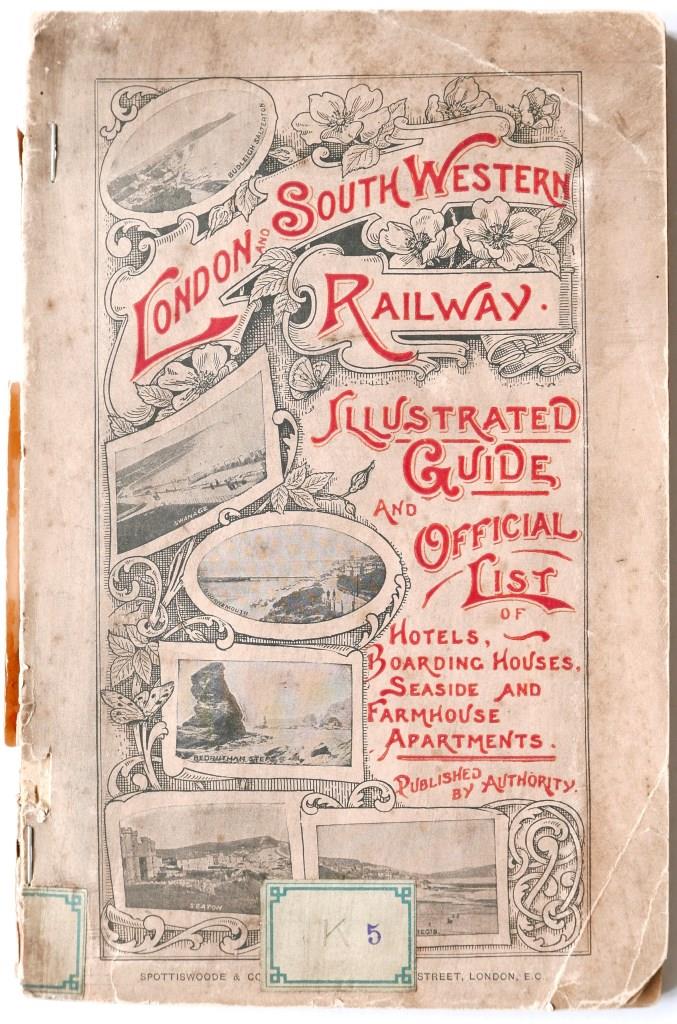 BUDLEIGH SALTERTON
LONDON AND SOUTH WESTERN
RAILWAY.
ILLUSTRATED
GUIDE
AND
OFFICIAL
LIST
OF
HOTELS,
BOARDING HOUSES,
SEASIDE AND
FARMHOUSE
APARTMENTS.
PUBLISHED
BY AUTHORITY.
SWANAGE
BEDRUTHAN STEPS
SEATON
K 5
SPOTTISWOODE & CO
STREET, LONDON, E.C.